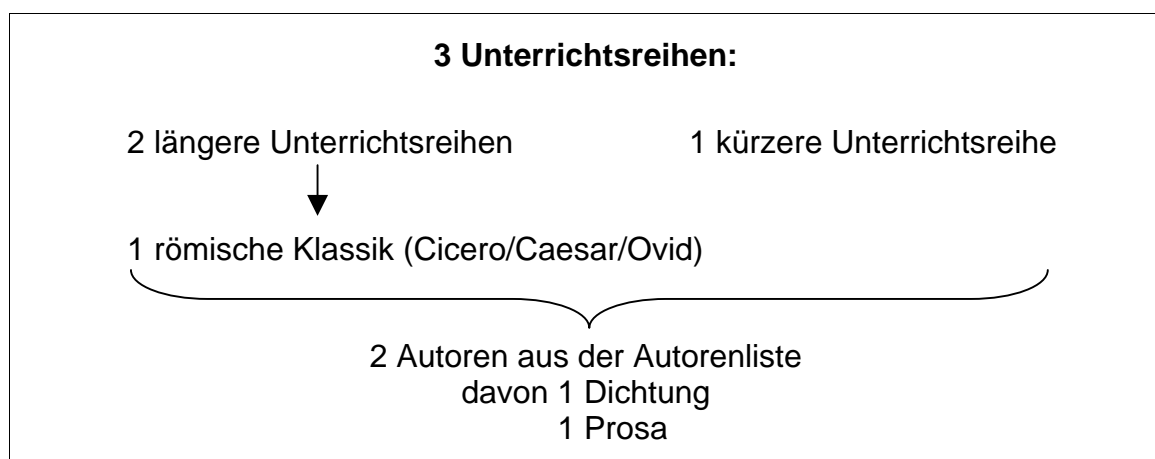 3 Unterrichtsreihen:
2 längere Unterrichtsreihen 1 kürzere Unterrichtsreihe
1 römische Klassik (Cicero/Caesar/Ovid)
2 Autoren aus der Autorenliste
davon 1 Dichtung
1 Prosa